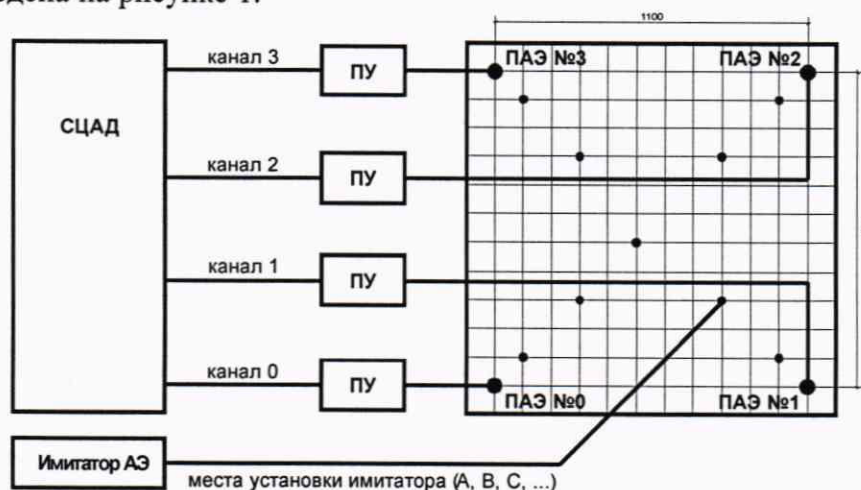 1100
канал 3
ПУ
ПАЭ №3
ПАЭ №2
СЦАД
канал 2
ПУ
канал 1
ПУ
канал 0
ПУ
ПАЭ №0
ПАЭ №1
Имитатор АЭ
места установки имитатора (А, В, С, ...)